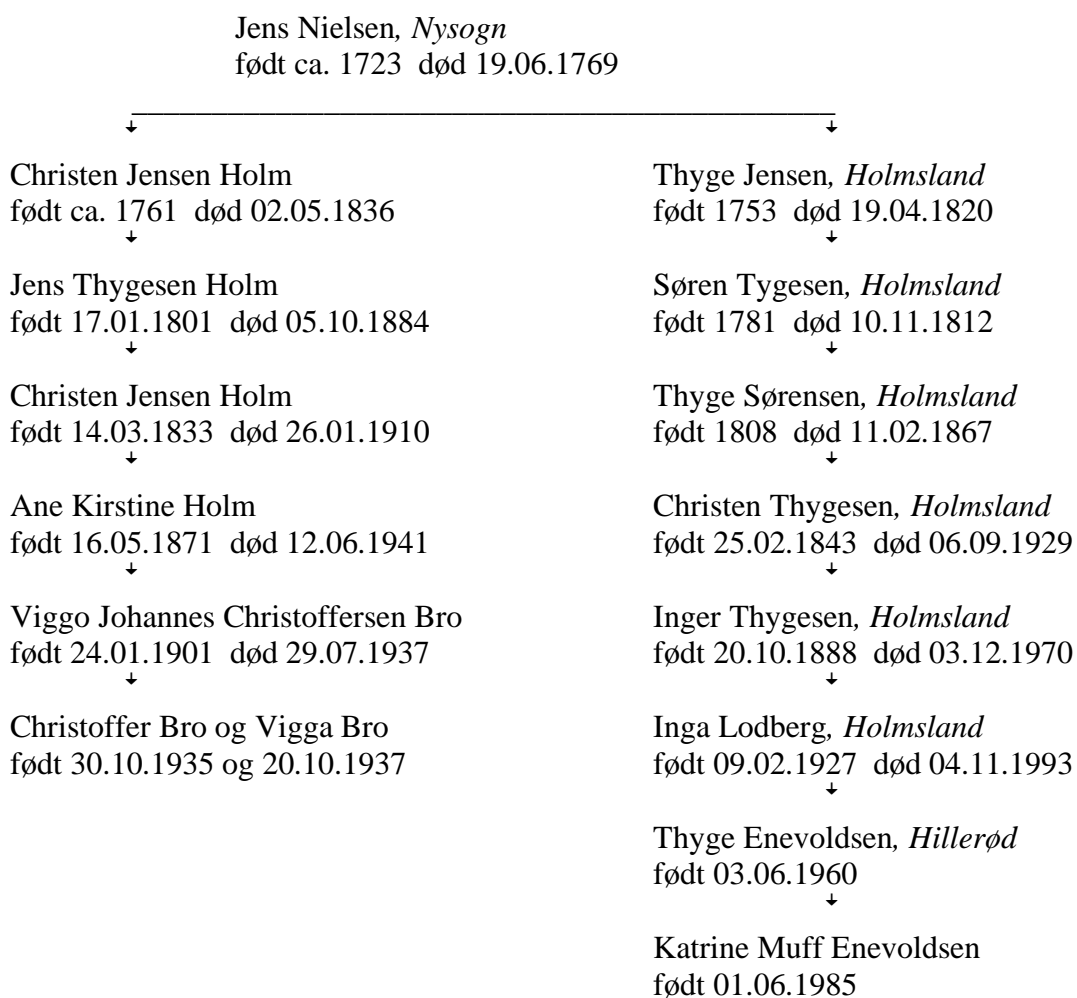 Jens Nielsen, Nysogn
født ca. 1723 død 19.06.1769
Christen Jensen Holm
født ca. 1761 død 02.05.1836
Jens Thygesen Holm
født 17.01.1801 død 05.10.1884
Christen Jensen Holm
født 14.03.1833 død 26.01.1910
Ane Kirstine Holm
født 16.05.1871 død 12.06.1941
Viggo Johannes Christoffersen Bro
født 24.01.1901 død 29.07.1937
Christoffer Bro og Vigga Bro
født 30.10.1935 og 20.10.1937
Thyge Jensen, Holmsland
født 1753 død 19.04.1820
Søren Tygesen, Holmsland
født 1781 død 10.11.1812
Thyge Sørensen, Holmsland
født 1808 død 11.02.1867
Christen Thygesen, Holmsland
født 25.02.1843 død 06.09.1929
Inger Thygesen, Holmsland
født 20.10.1888 død 03.12.1970
Inga Lodberg, Holmsland
født 09.02.1927 død 04.11.1993
Thyge Enevoldsen, Hillerød
født 03.06.1960
Katrine Muff Enevoldsen
født 01.06.1985